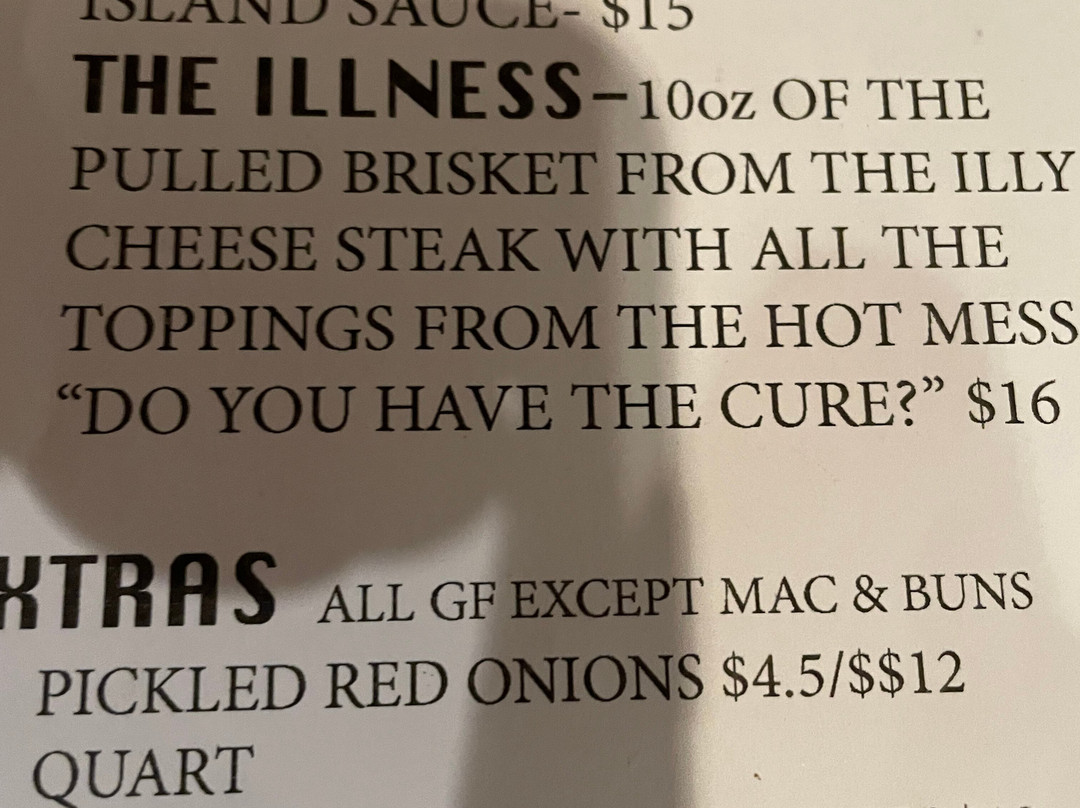 ISLAND SAUCE- $15
THE ILLNESS-10oz OF THE
PULLED BRISKET FROM THE ILLY
CHEESE STEAK WITH ALL THE
TOPPINGS FROM THE HOT MESS
“DO YOU HAVE THE CURE?” $16
XTRAS ALL GF EXCEPT MAC & BUNS
PICKLED RED ONIONS $4.5/$$12
QUART